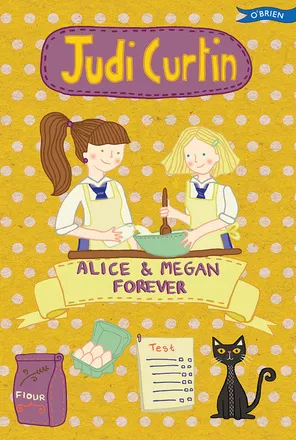 O'BRIEN
Judi Curtin
ALICE & MEGAN
FOREVER
Test
FLOUR